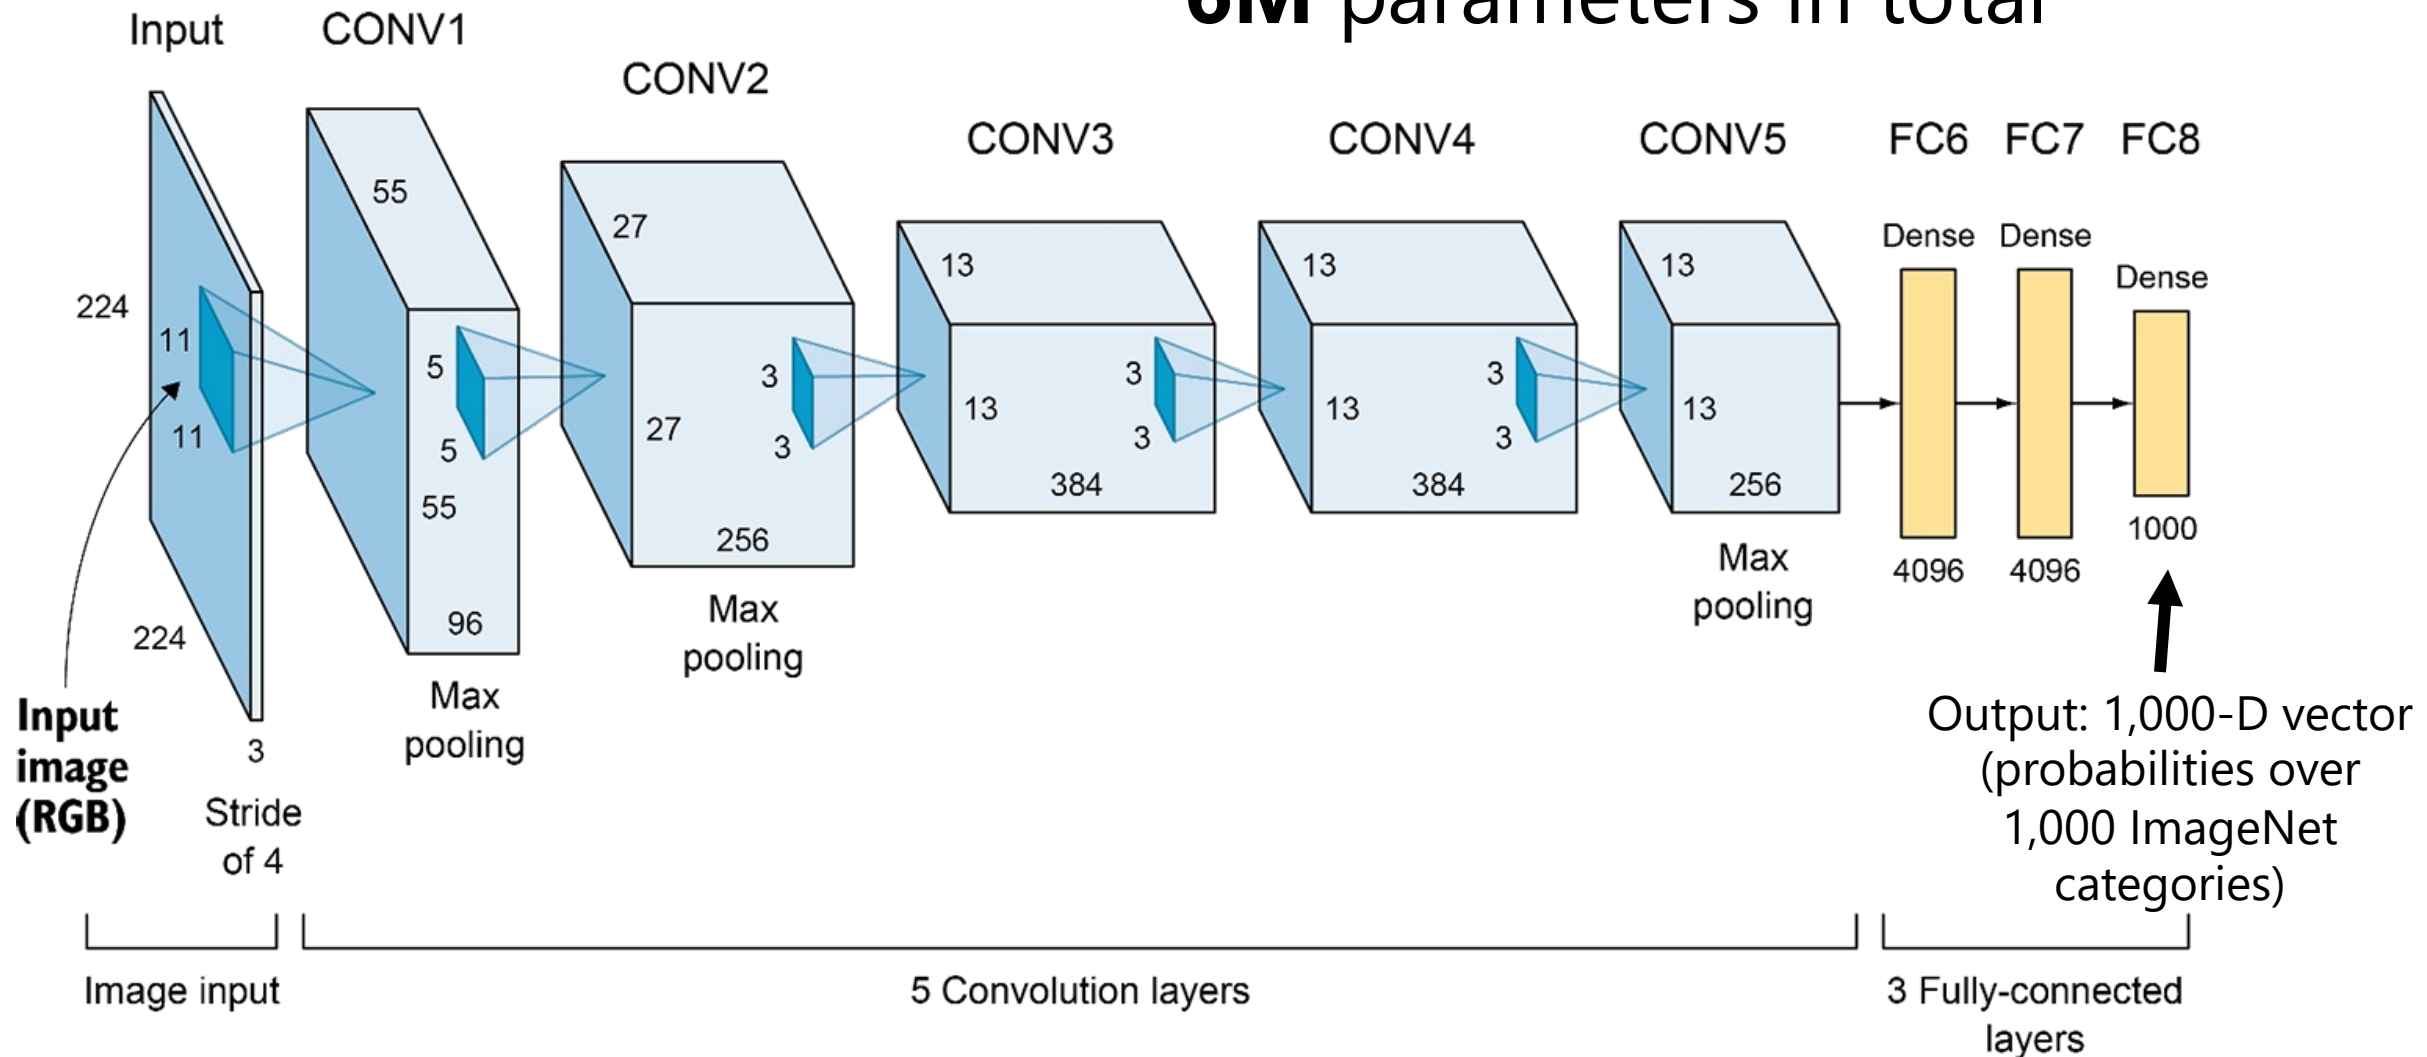 6M parameters in total
Input
CONV1
CONV2
CONV3
CONV4
CONV5
FC6
FC7
FC8
55
27
13
13
13
Dense
Dense
Dense
224
11
11
5
5
55
3
3
27
13
3
3
13
3
3
13
384
384
256
256
96
224
3
1000
4096
4096
Max
pooling
Max
pooling
Max
pooling
Input
image
(RGB)
Stride
of 4
Output: 1,000-D vector
(probabilities over
1,000 ImageNet
categories)
Image input
5 Convolution layers
3 Fully-connected
layers